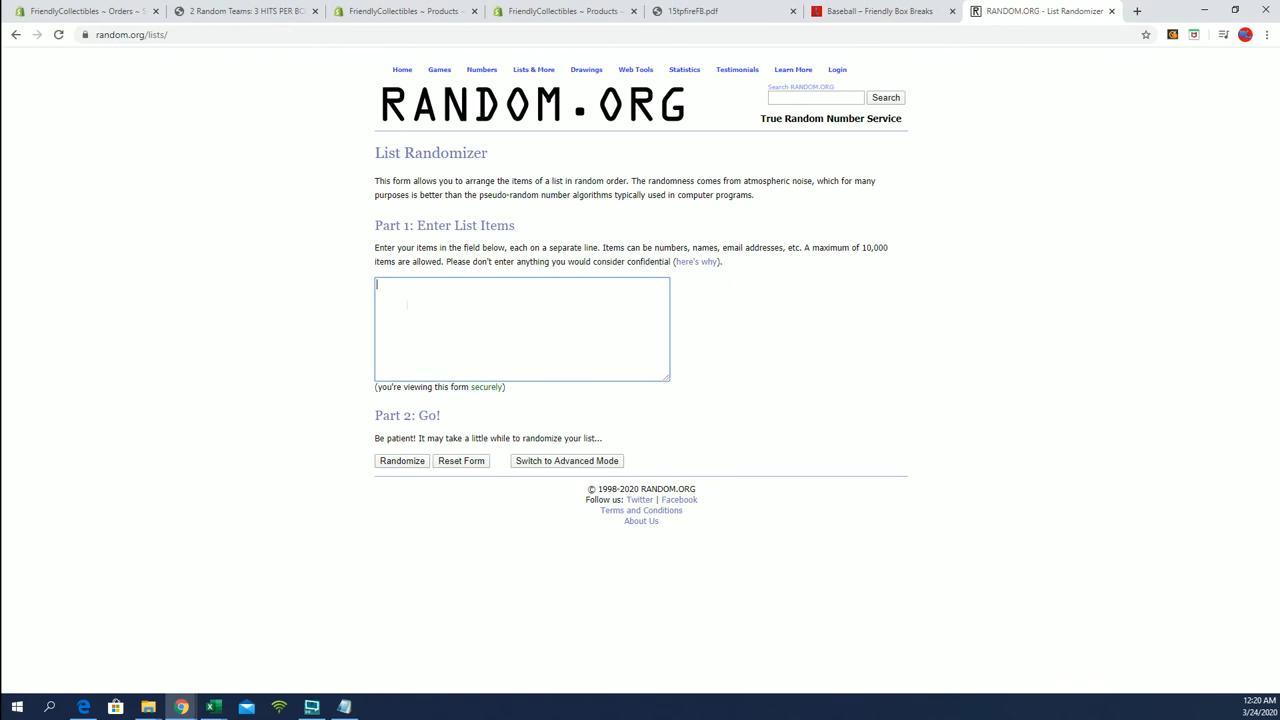 FriendlyCollectibles ~ Orders ~ S
2 Random Teams: 3 HITS PER BO
FriendlyCollectibles ~ Products ~
FriendlyCollectibles ~ Products ~
15tpfireFB.pdf
Baseball – Friendly Box Breaks
RANDOM.ORG - List Randomizer
random.org/lists/
Home Games Numbers Lists & More Drawings Web Tools Statistics Testimonials Learn More Login
Search RANDOM.ORG
RANDOM.ORG
Search
True Random Number Service
List Randomizer
This form allows you to arrange the items of a list in random order. The randomness comes from atmospheric noise, which for many
purposes is better than the pseudo-random number algorithms typically used in computer programs.
Part 1: Enter List Items
Enter your items in the field below, each on a separate line. Items can be numbers, names, email addresses, etc. A maximum of 10,000
items are allowed. Please don't enter anything you would consider confidential (here's why).
(you're viewing this form securely)
Part 2: Go!
Be patient! It may take a little while to randomize your list...
Randomize Reset Form Switch to Advanced Mode
© 1998-2020 RANDOM.ORG
Follow us: Twitter | Facebook
Terms and Conditions
About Us
12:20 AM
3/24/2020